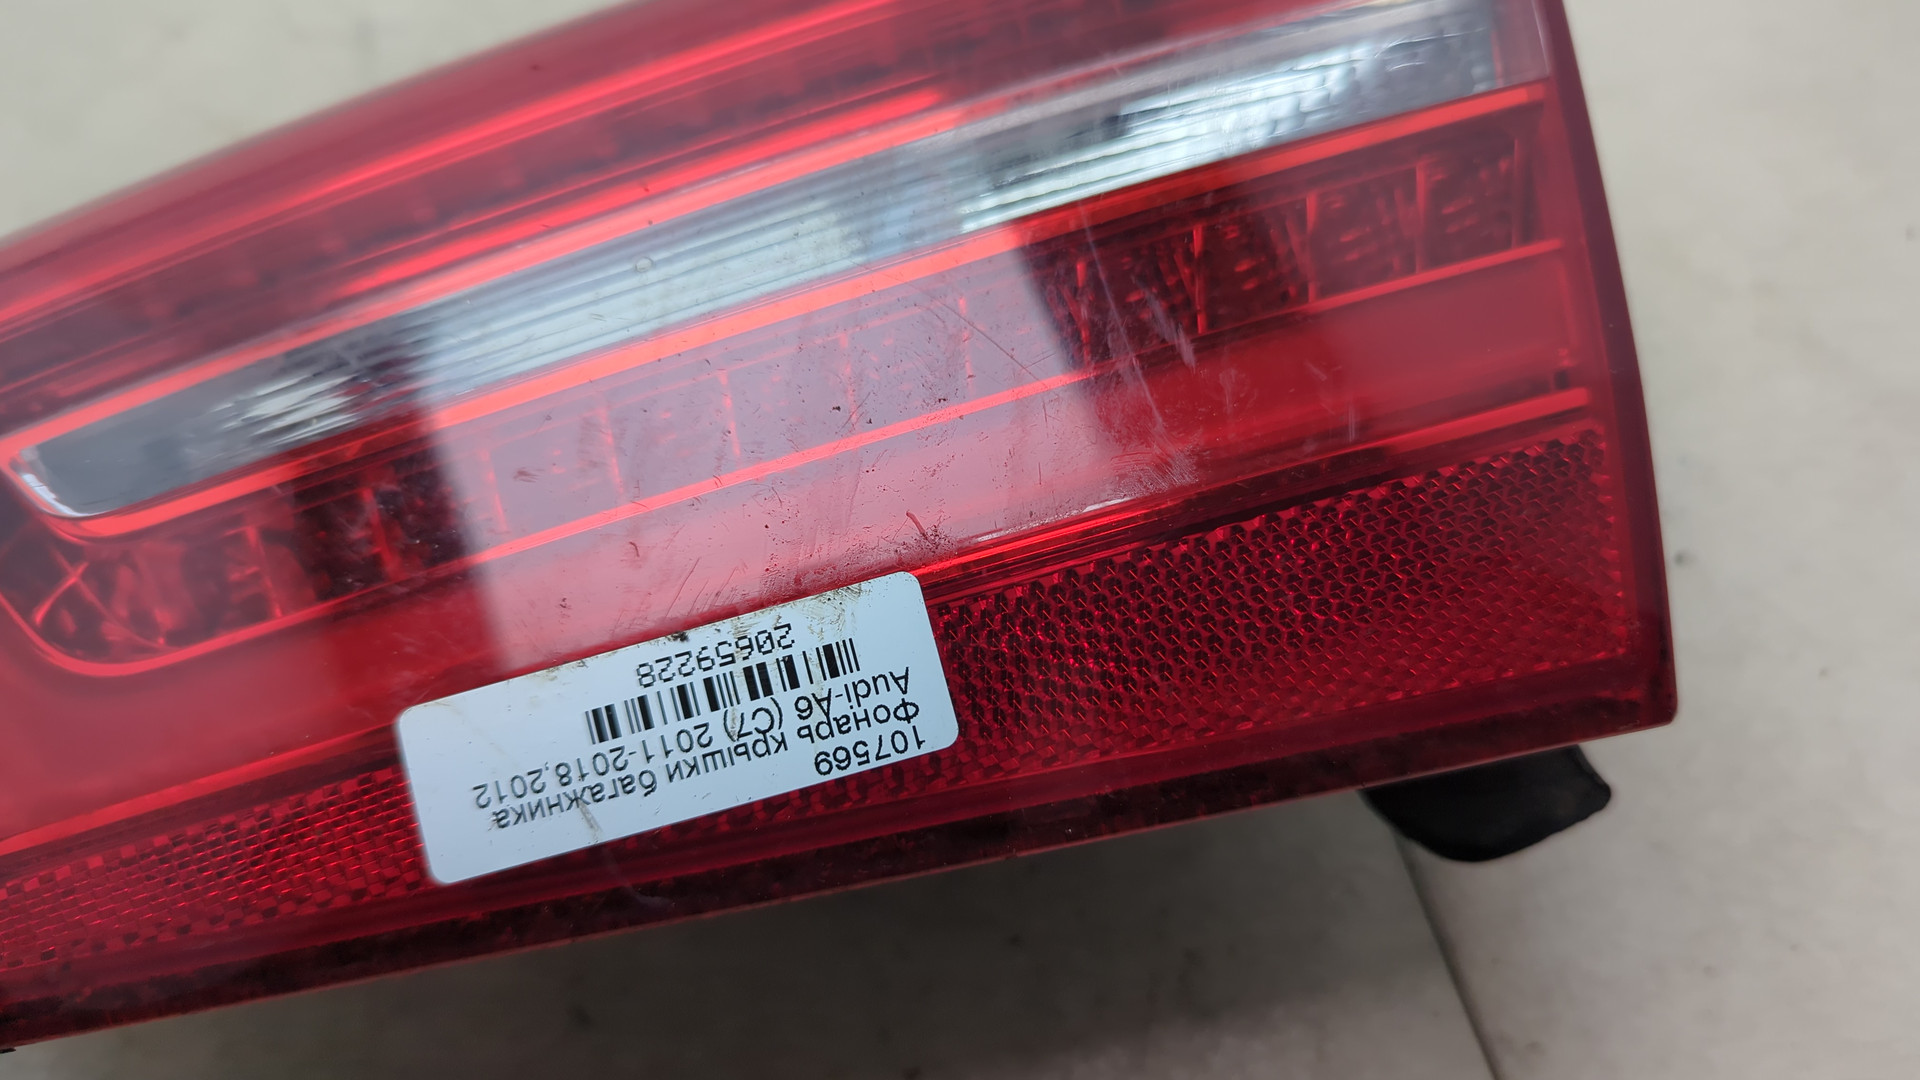 107569
Фонарь крышки багажника
Audi-A6 (C7) 2011-2018,2012
20659228